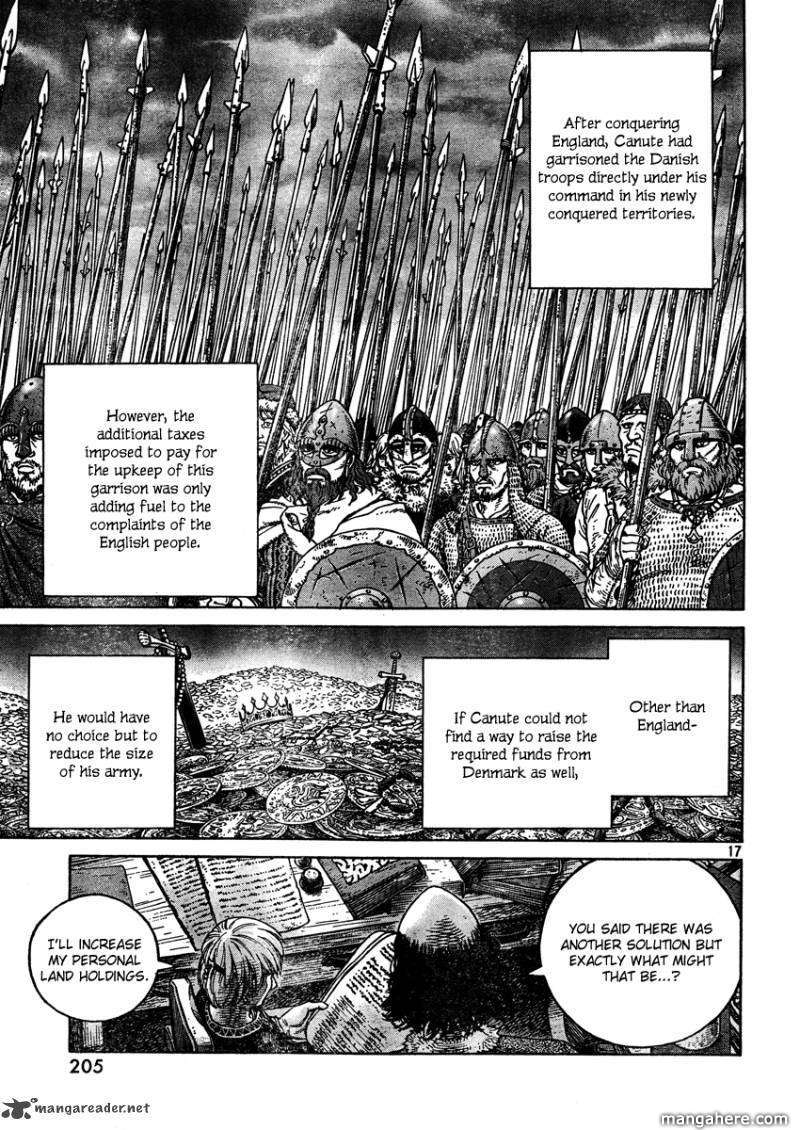 After conquering
England, Canute had
garrisoned the Danish
troops directly under his
command in his newly
conquered territories.
However, the
additional taxes
imposed to pay for
the upkeep of this
garrison was only
adding fuel to the
complaints of the
English people.
Other than
England-
If Canute could not
find a way to raise the
required funds from
Denmark as well,
He would have
no choice but to
reduce the size
of his army.
17
YOU SAID THERE WAS
ANOTHER SOLUTION BUT
EXACTLY WHAT MIGHT
THAT BE...?
I'LL INCREASE
MY PERSONAL
LAND HOLDINGS.
205
mangareader.net
mangahere.com